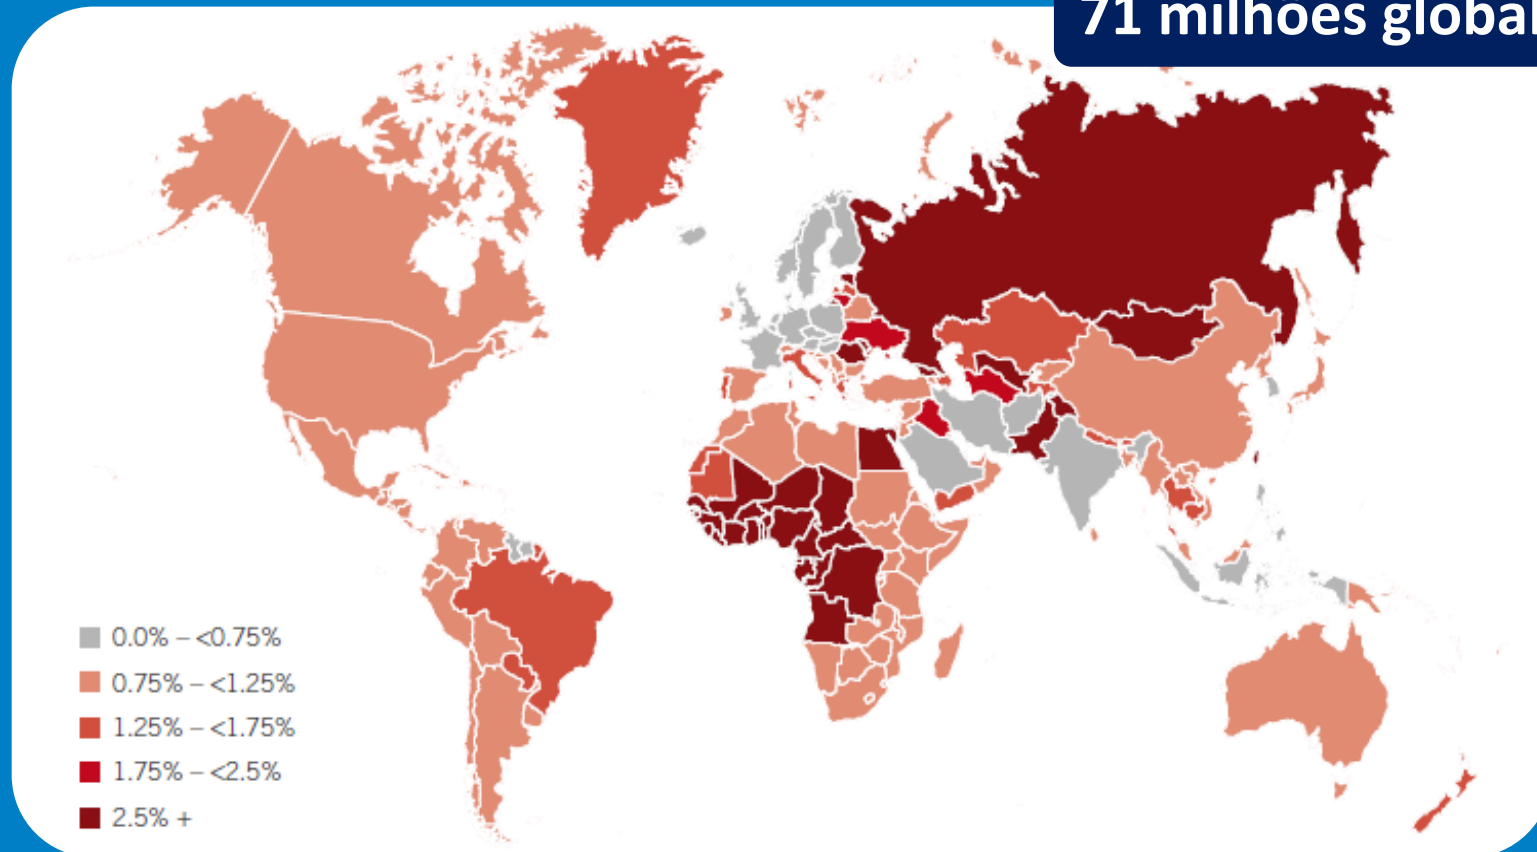 71 milhões global
0.0% – <0.75%
0.75% – <1.25%
1.25% – <1.75%
1.75% – <2.5%
2.5% +